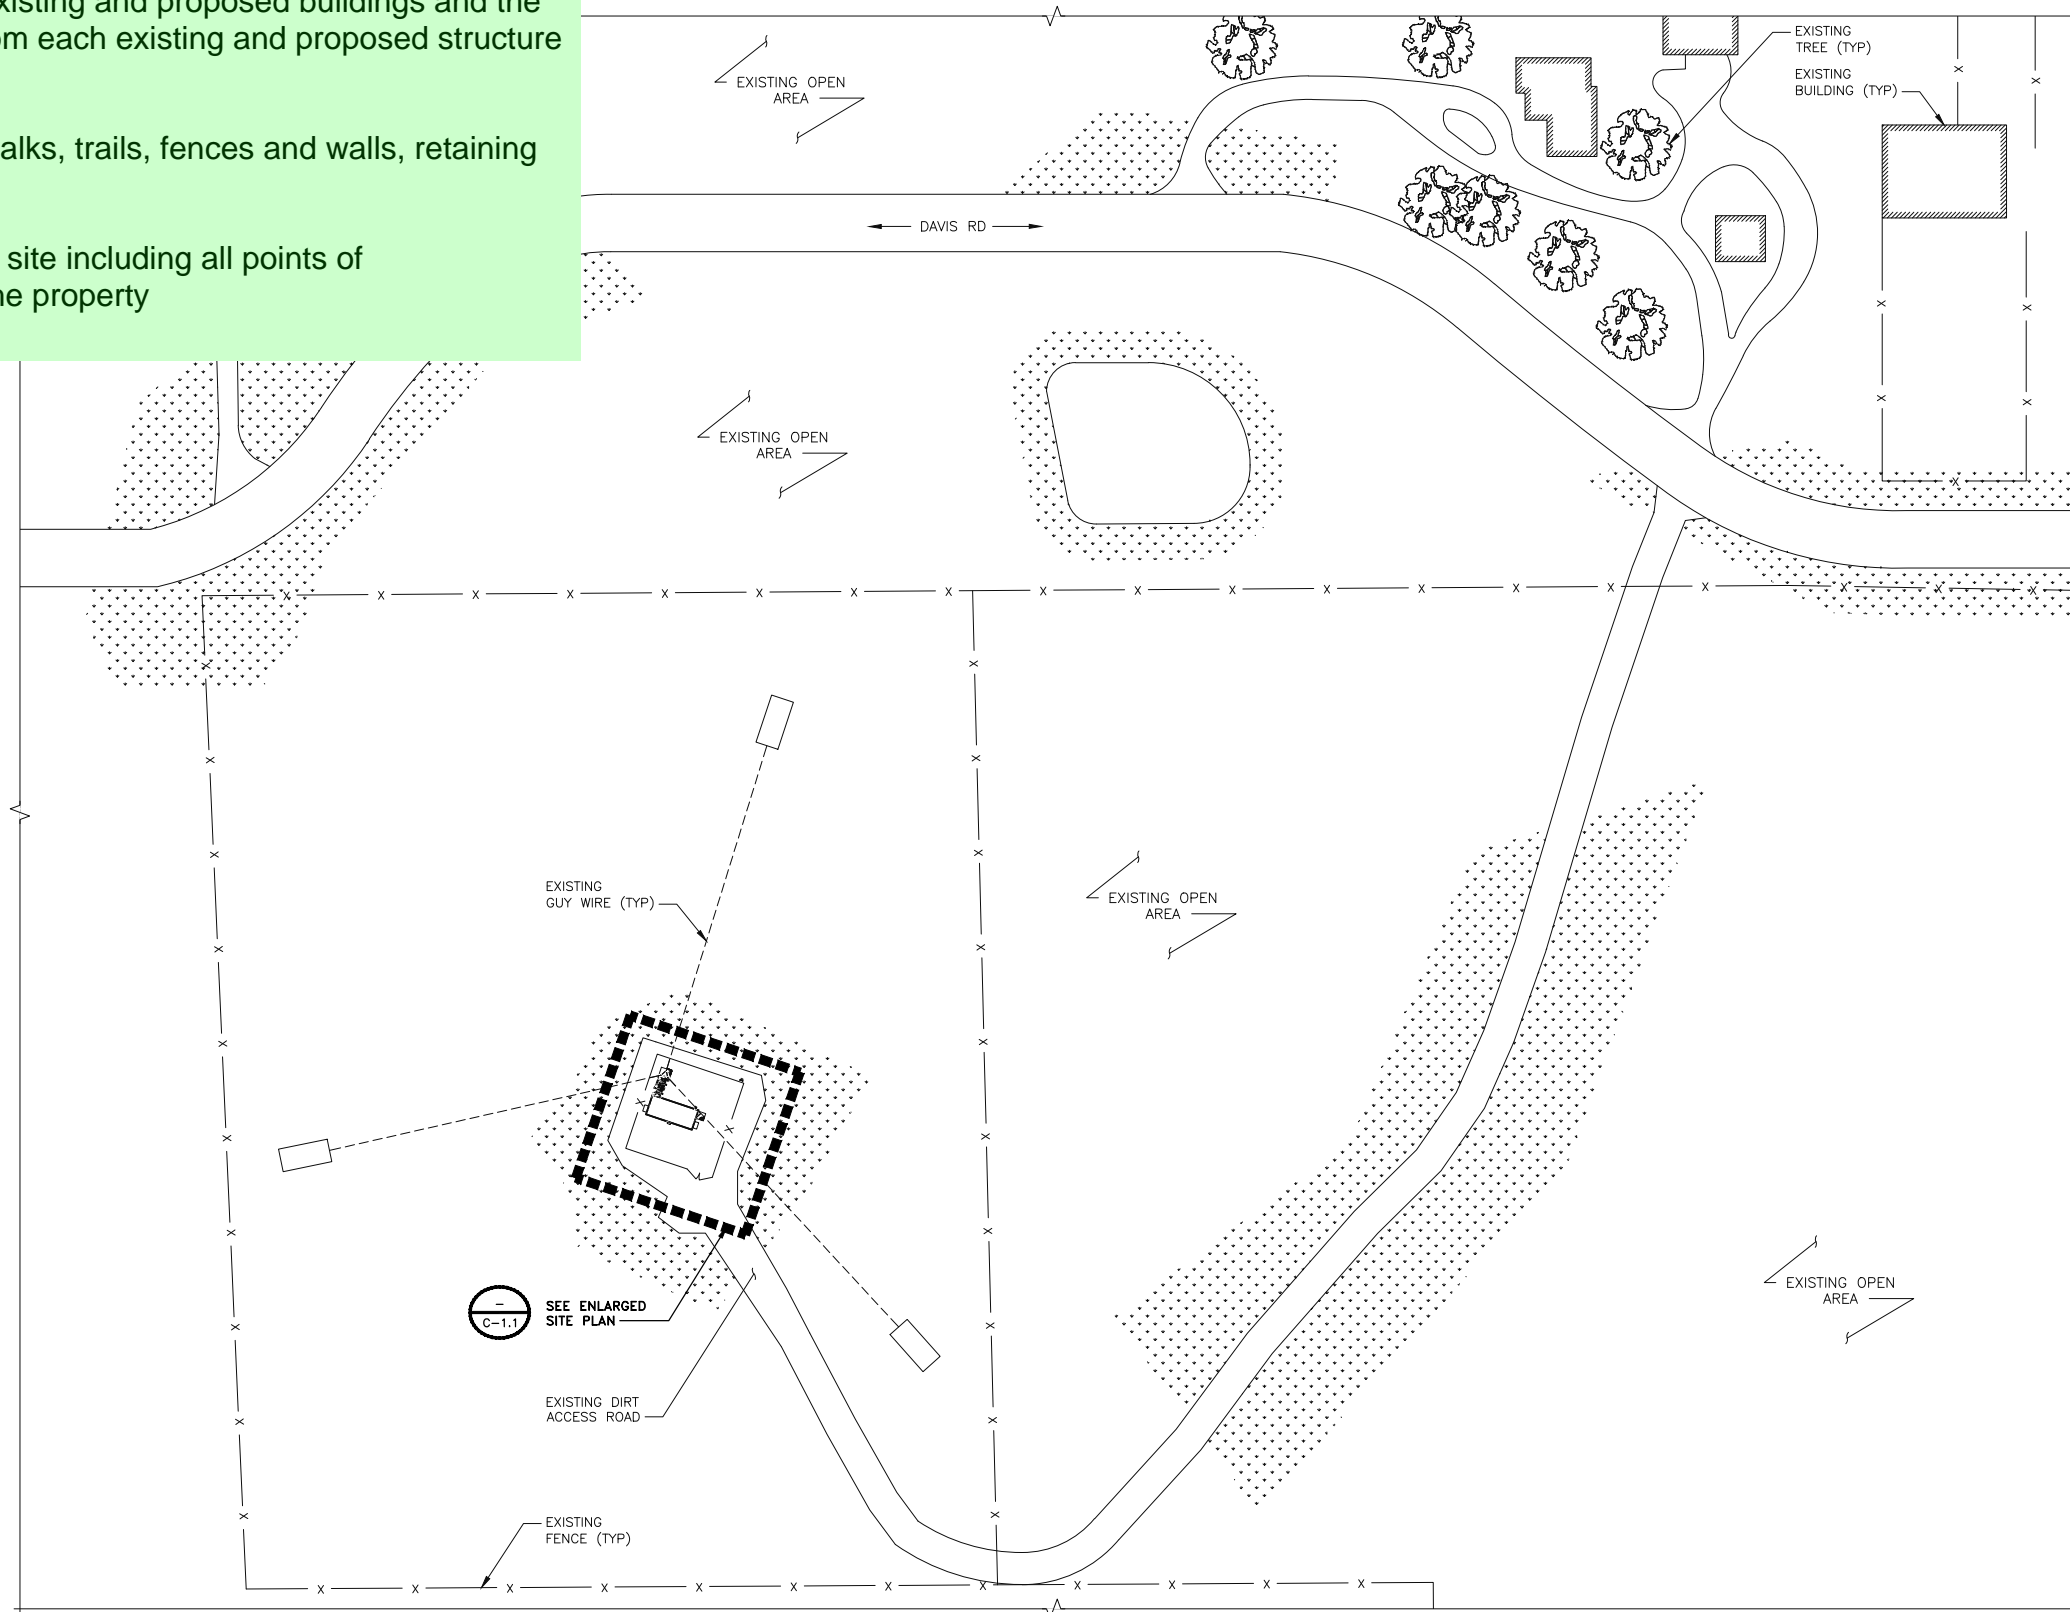 xisting and proposed buildings and the
om each existing and proposed structure
alks, trails, fences and walls, retaining
site including all points of
he property
EXISTING OPEN
AREA
EXISTING
TREE (TYP)
EXISTING
BUILDING (TYP)
DAVIS RD
EXISTING OPEN
AREA
EXISTING
GUY WIRE (TYP)
EXISTING OPEN
AREA
EXISTING OPEN
AREA
–
C–1.1
SEE ENLARGED
SITE PLAN
EXISTING DIRT
ACCESS ROAD
EXISTING
FENCE (TYP)